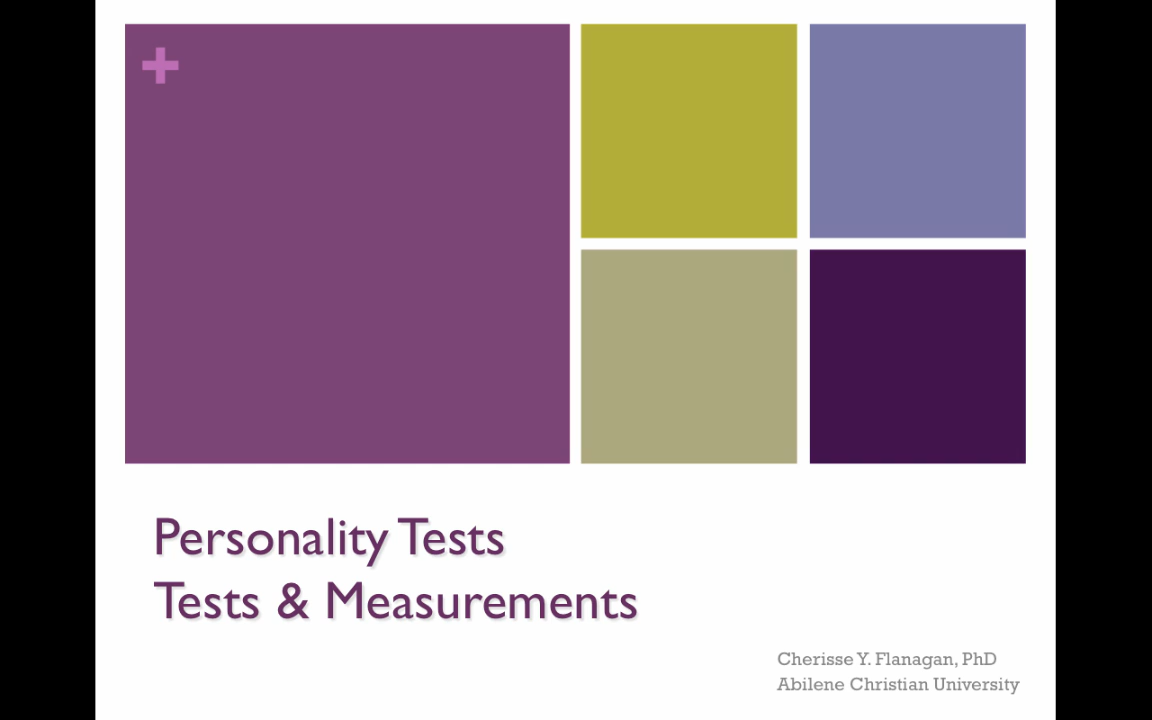 +
Personality Tests
Tests & Measurements
Cherisse Y. Flanagan, PhD
Abilene Christian University